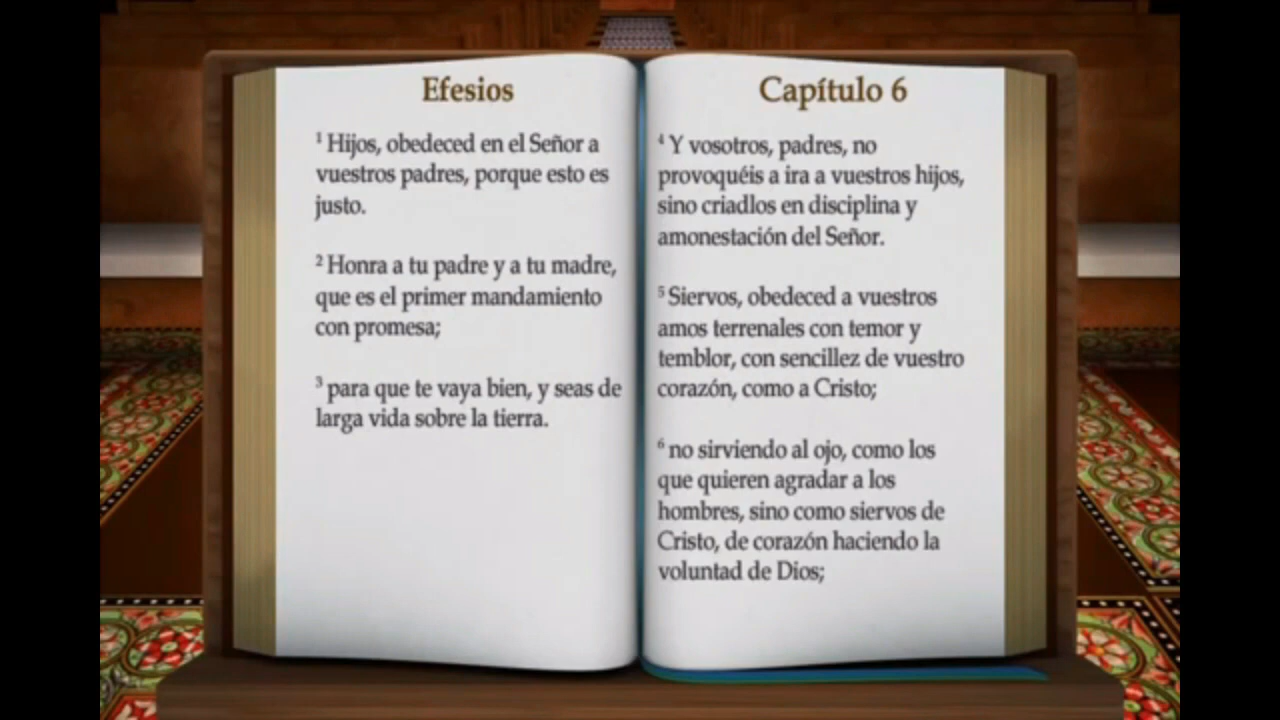 Efesios
¹ Hijos, obedeced en el Señor a
vuestros padres, porque esto es
justo.
² Honra a tu padre y a tu madre,
que es el primer mandamiento
con promesa;
³ para que te vaya bien, y seas de
larga vida sobre la tierra.
Capítulo 6
⁴ Y vosotros, padres, no
provoquéis a ira a vuestros hijos,
sino criadlos en disciplina y
amonestación del Señor.
⁵ Siervos, obedeced a vuestros
amos terrenales con temor y
temblor, con sencillez de vuestro
corazón, como a Cristo;
⁶ no sirviendo al ojo, como los
que quieren agradar a los
hombres, sino como siervos de
Cristo, de corazón haciendo la
voluntad de Dios;